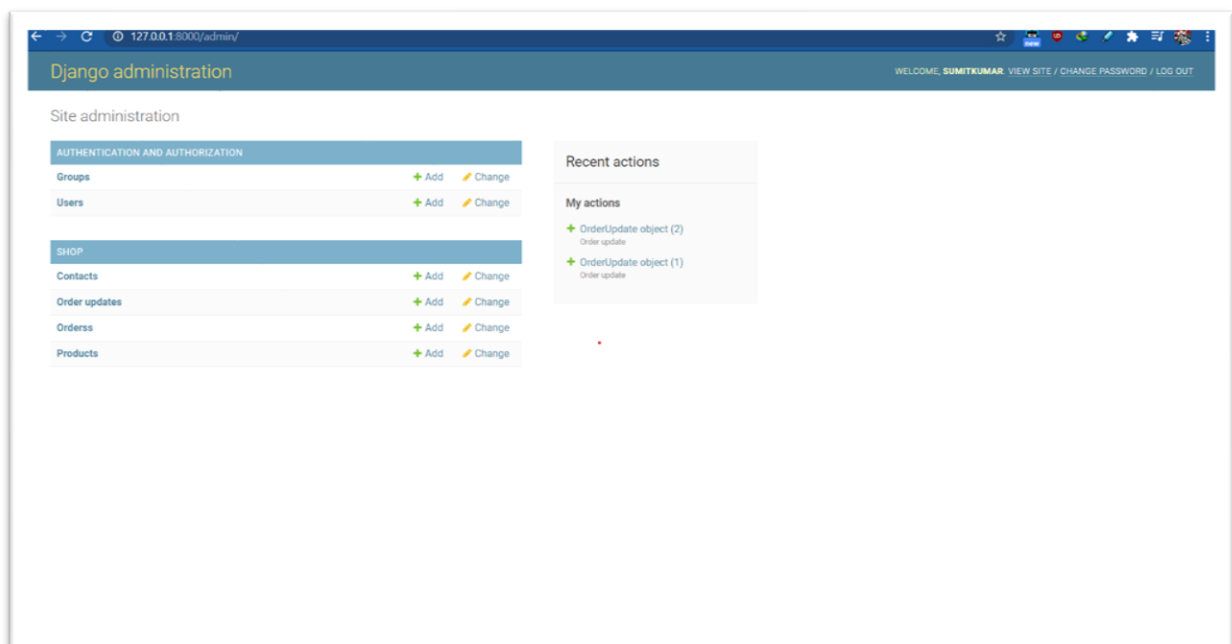 127.0.0.1:8000/admin/
new
Django administration
WELCOME, SUMITKUMAR. VIEW SITE / CHANGE PASSWORD / LOG OUT
Site administration
AUTHENTICATION AND AUTHORIZATION
Groups + Add Change
Users + Add Change
SHOP
Contacts + Add Change
Order updates + Add Change
Orderss + Add Change
Products + Add Change
Recent actions
My actions
+ OrderUpdate object (2)
Order update
+ OrderUpdate object (1)
Order update